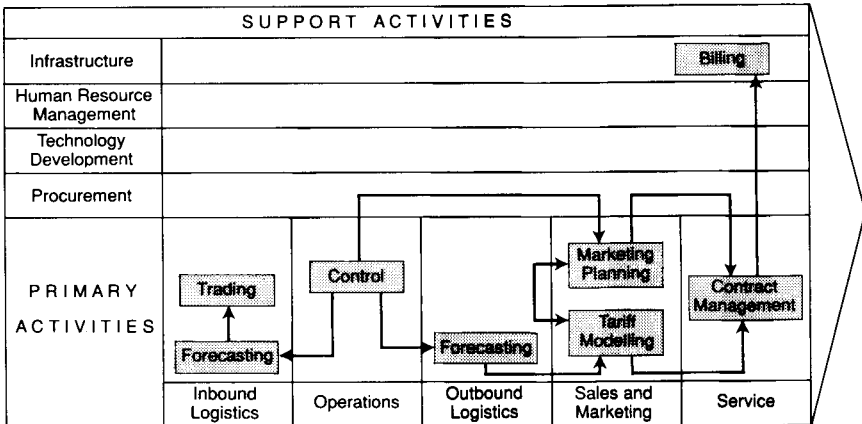 SUPPORT ACTIVITIES
Infrastructure
Billing
Human Resource
Management
Technology
Development
Procurement
PRIMARY
ACTIVITIES
Trading
Forecasting
Control
Forecasting
Marketing
Planning
Tariff
Modelling
Contract
Management
Inbound
Logistics
Operations
Outbound
Logistics
Sales and
Marketing
Service